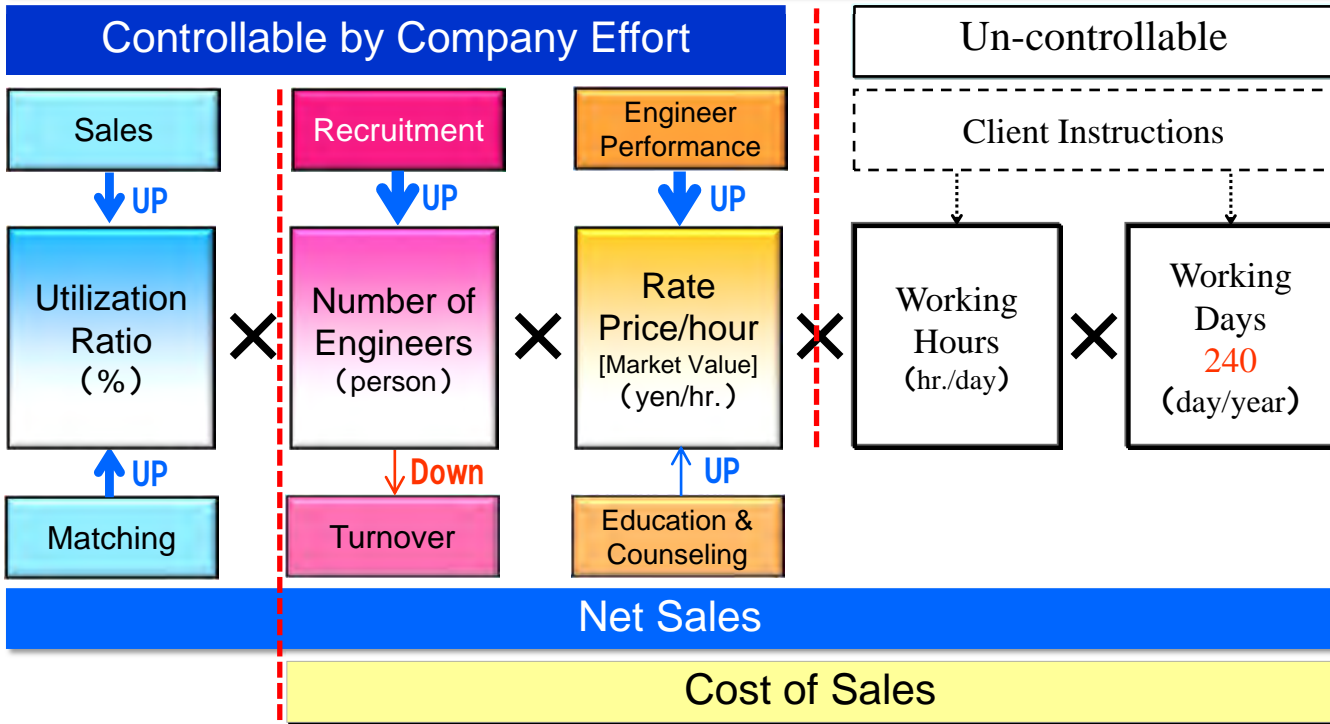 Controllable by Company Effort
Un-controllable
Sales
Recruitment
Engineer
Performance
Client Instructions
UP
UP
UP
Utilization
Ratio
（%）
×
Number of
Engineers
（person）
×
Rate
Price/hour
[Market Value]
（yen/hr.）
×
Working
Hours
（hr./day）
×
Working
Days
240
（day/year）
UP
Down
UP
Matching
Turnover
Education &
Counseling
Net Sales
Cost of Sales